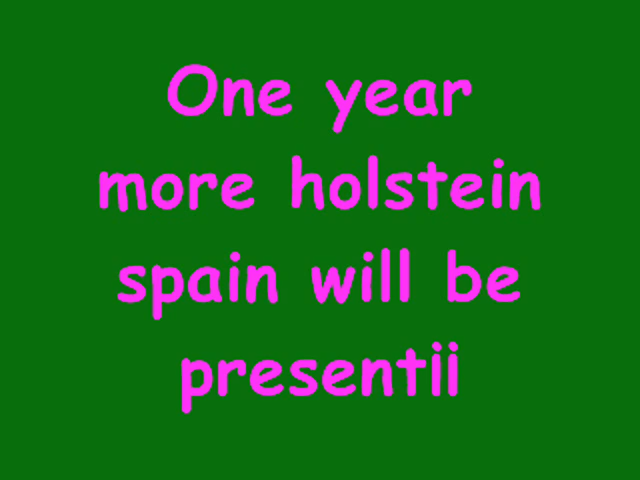 One year
more holstein
spain will be
presentii